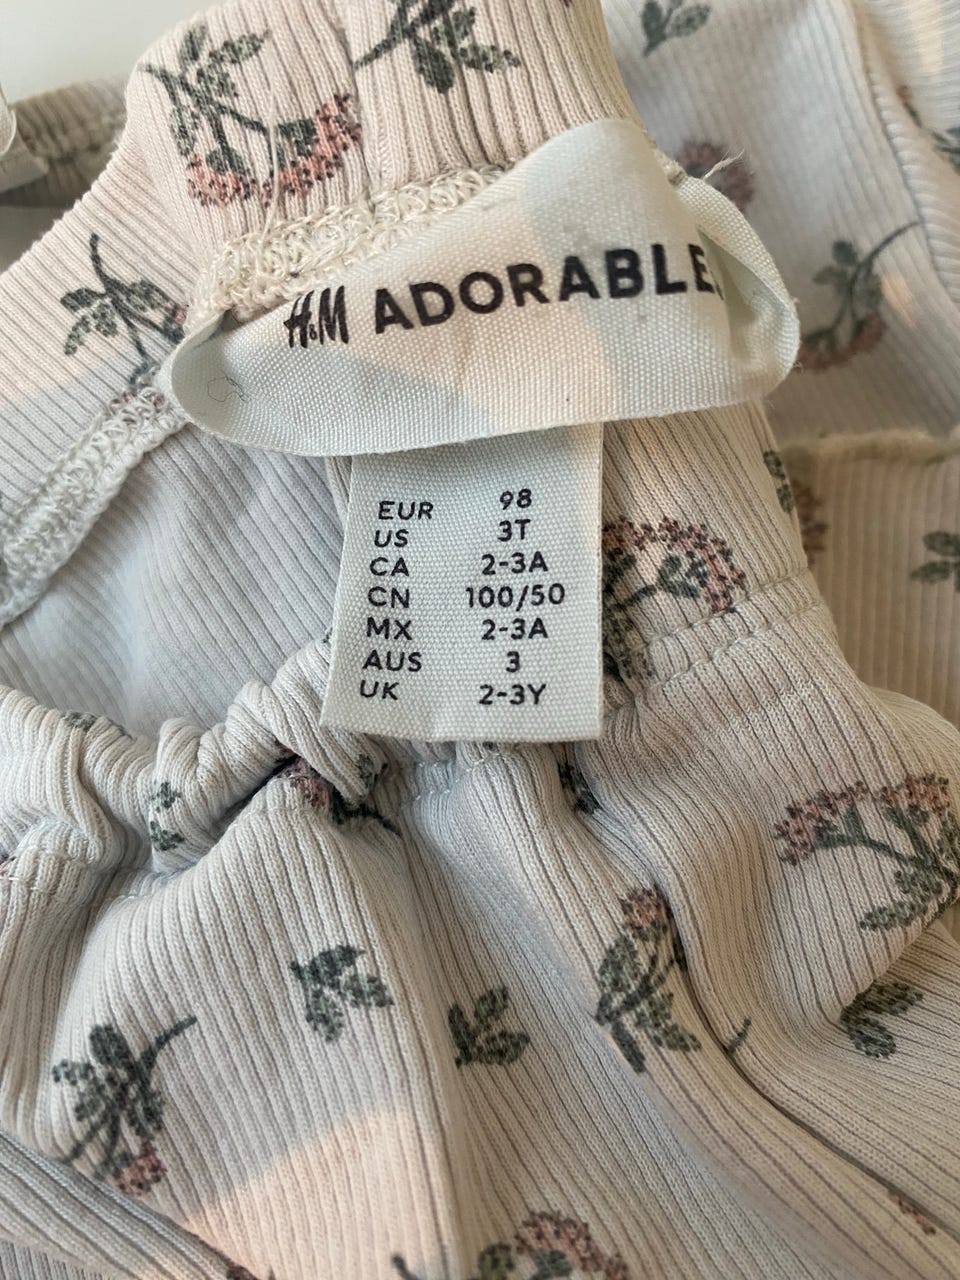 H&M ADORABLES
EUR 98
US 3T
CA 2-3A
CN 100/50
MX 2-3A
AUS 3
UK 2-3Y